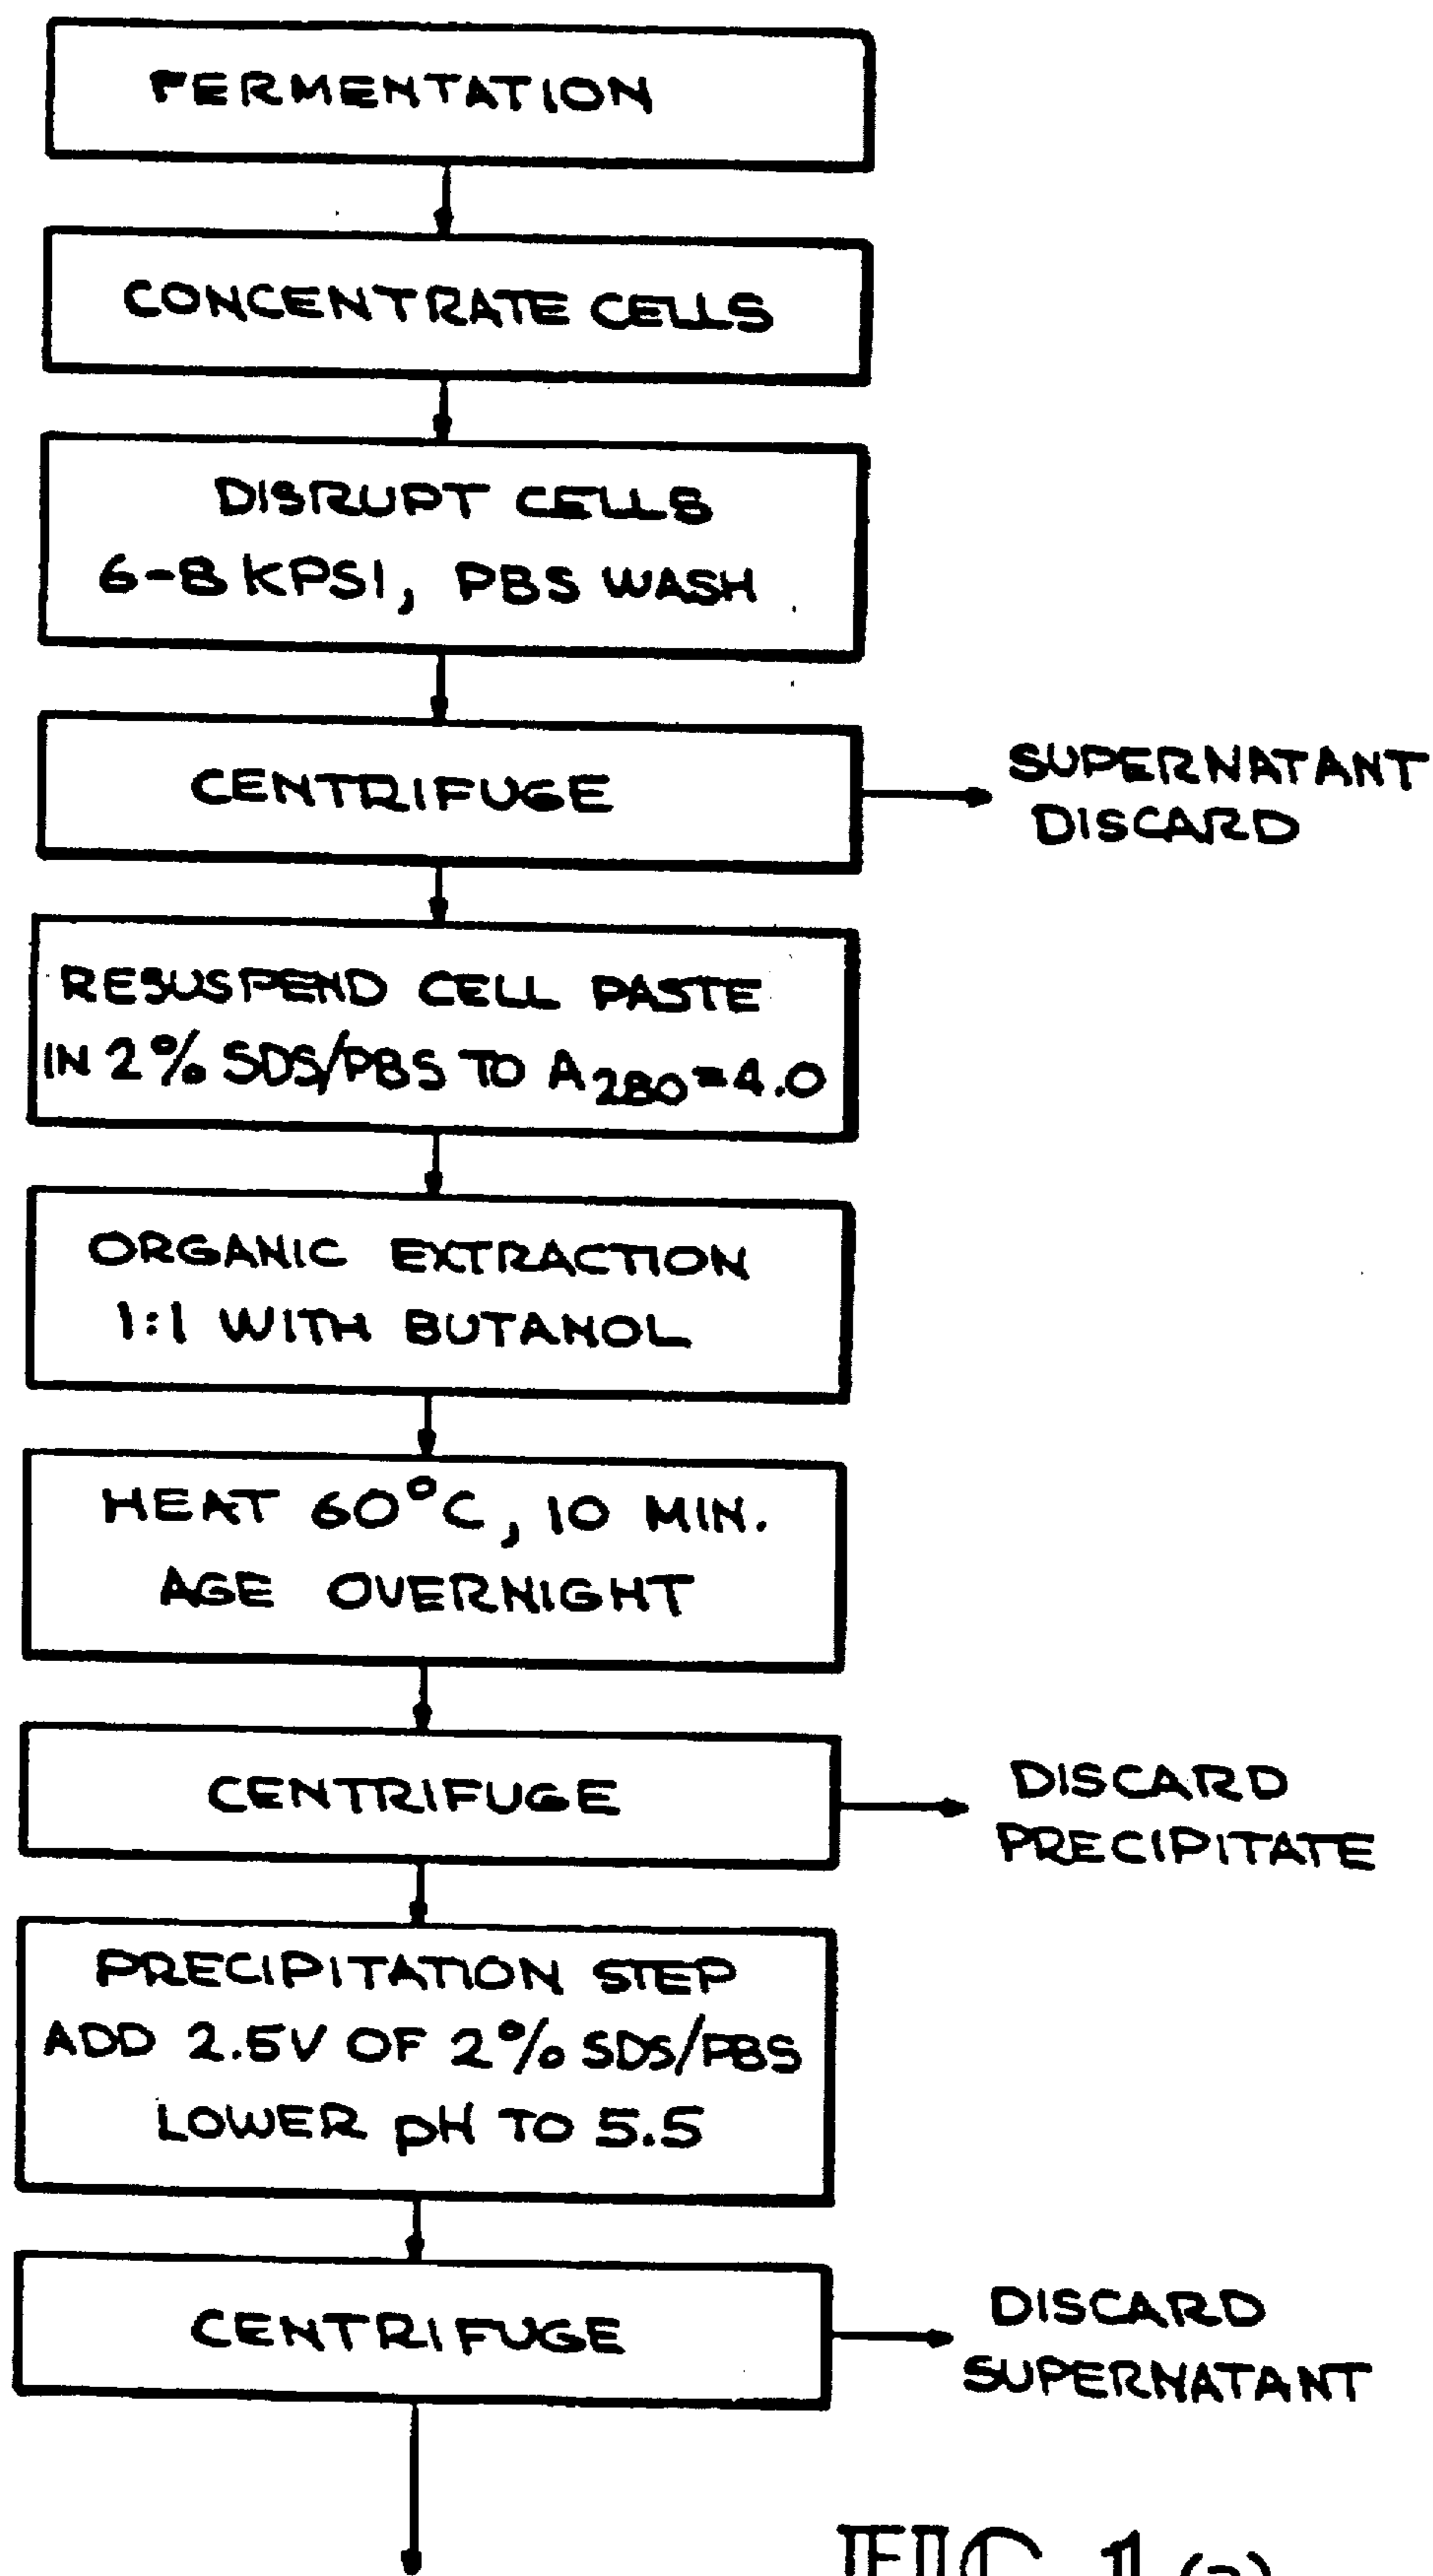 FERMENTATION
CONCENTRATE CELLS
DISRUPT CELLS
6-8 KPSI, PBS WASH
CENTRIFUGE
SUPERNATANT
DISCARD
RESUSPEND CELL PASTE
IN 2% SDS/PBS TO A280=4.0
ORGANIC EXTRACTION
1:1 WITH BUTANOL
HEAT 60°C, 10 MIN.
AGE OVERNIGHT
CENTRIFUGE
DISCARD
PRECIPITATE
PRECIPITATION STEP
ADD 2.5V OF 2% SDS/PBS
LOWER pH TO 5.5
CENTRIFUGE
DISCARD
SUPERNATANT